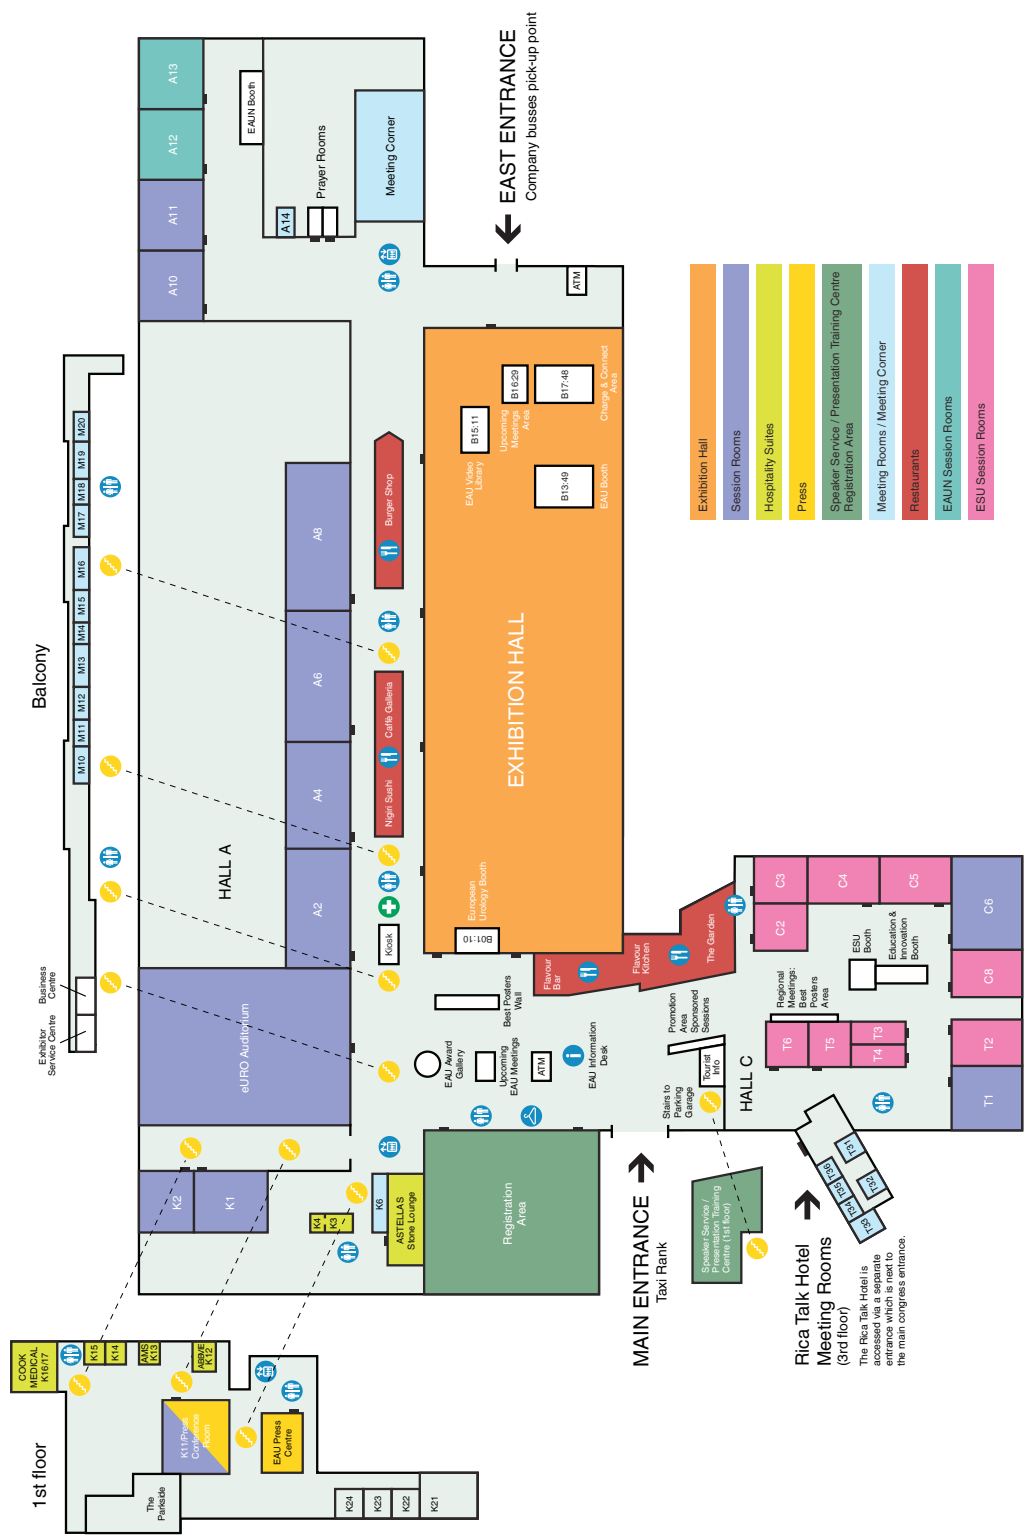 1st floor
COOK
MEDICAL
K16/17
K15
K14
AMS
K13
ABBVIE
K12
K11/Press
Conference
Room
EAU Press
Centre
The
Parkside
K24
K23
K22
K21
Balcony
Exhibitor
Service Centre
Business
Centre
M10
M11
M12
M13
M14
M15
M16
M17
M18
M19
M20
HALL A
K2
K1
K4
K3
K6
ASTELLAS
Stone Lounge
eURO Auditorium
A2
A4
A6
A8
A10
A11
A12
A13
EAUN Booth
A14
Prayer Rooms
Meeting Corner
Kiosk
Nigiri Sushi
Caffè Galleria
Burger Shop
EAST ENTRANCE
Company busses pick-up point
ATM
EXHIBITION HALL
European
Urology Booth
B01:10
EAU Video
Library
B15:11
Upcoming
Meetings
Area
B16:29
B17:48
Charge & Connect
Area
B13:49
EAU Booth
Registration
Area
EAU Award
Gallery
Upcoming
EAU Meetings
ATM
EAU Information
Desk
Best Posters
Wall
Flavour
Bar
Flavour
Kitchen
The Garden
MAIN ENTRANCE
Taxi Rank
Stairs to
Parking
Garage
Tourist
Info
Promotion
Area
Sponsored
Sessions
Speaker Service /
Presentation Training
Centre (1st floor)
HALL C
Regional
Meetings:
Best
Posters
Area
ESU
Booth
Education &
Innovation
Booth
C2
C3
C4
C5
C6
C8
T1
T2
T3
T4
T5
T6
T31
T32
T33
T34
T35
T36
Rica Talk Hotel
Meeting Rooms
(3rd floor)
The Rica Talk Hotel is
accessed via a separate
entrance which is next to
the main congress entrance.
Exhibition Hall
Session Rooms
Hospitality Suites
Press
Speaker Service / Presentation Training Centre
Registration Area
Meeting Rooms / Meeting Corner
Restaurants
EAUN Session Rooms
ESU Session Rooms